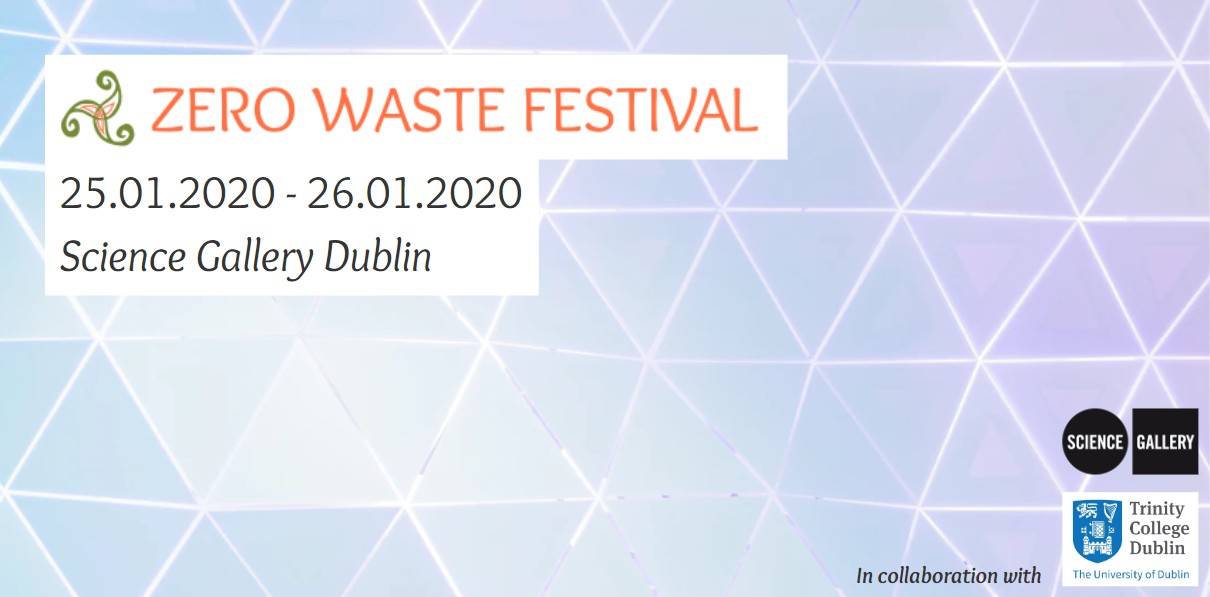 ZERO WASTE FESTIVAL
25.01.2020 - 26.01.2020
Science Gallery Dublin
SCIENCE GALLERY
Trinity
College
Dublin
The University of Dublin
In collaboration with